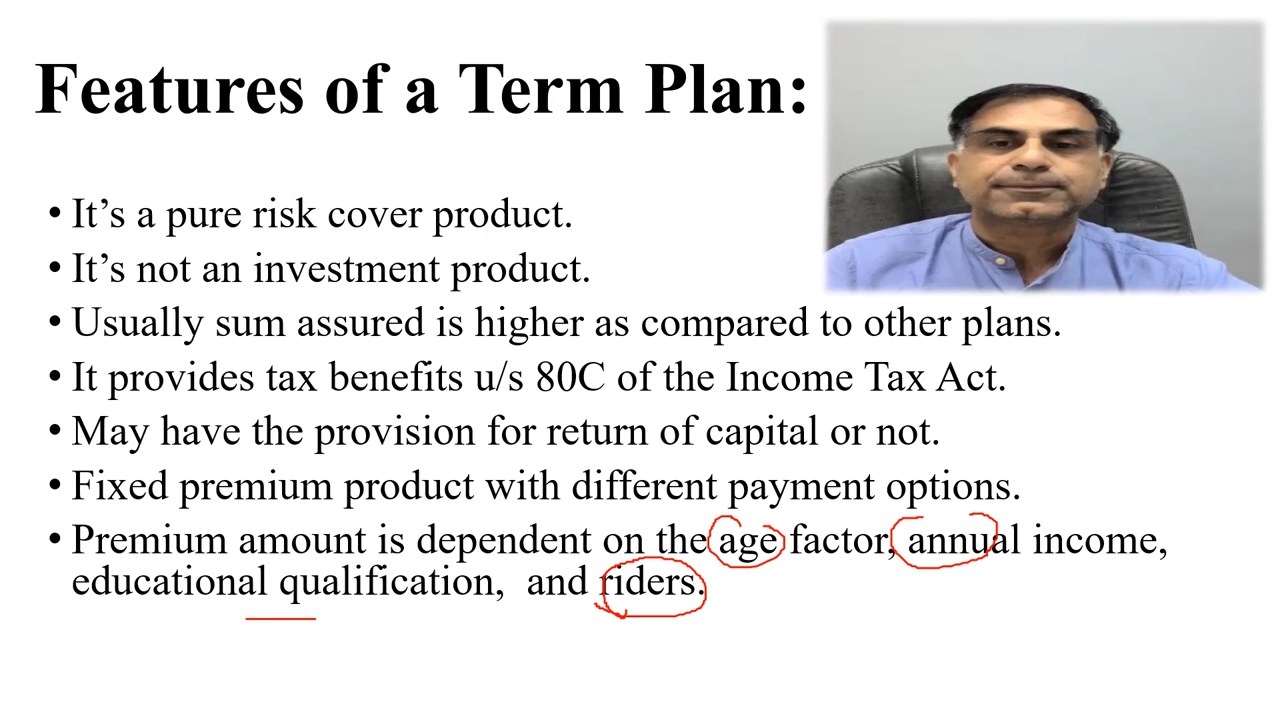 Features of a Term Plan:
• It’s a pure risk cover product.
• It’s not an investment product.
• Usually sum assured is higher as compared to other plans.
• It provides tax benefits u/s 80C of the Income Tax Act.
• May have the provision for return of capital or not.
• Fixed premium product with different payment options.
• Premium amount is dependent on the age factor, annual income,
educational qualification,  and riders.